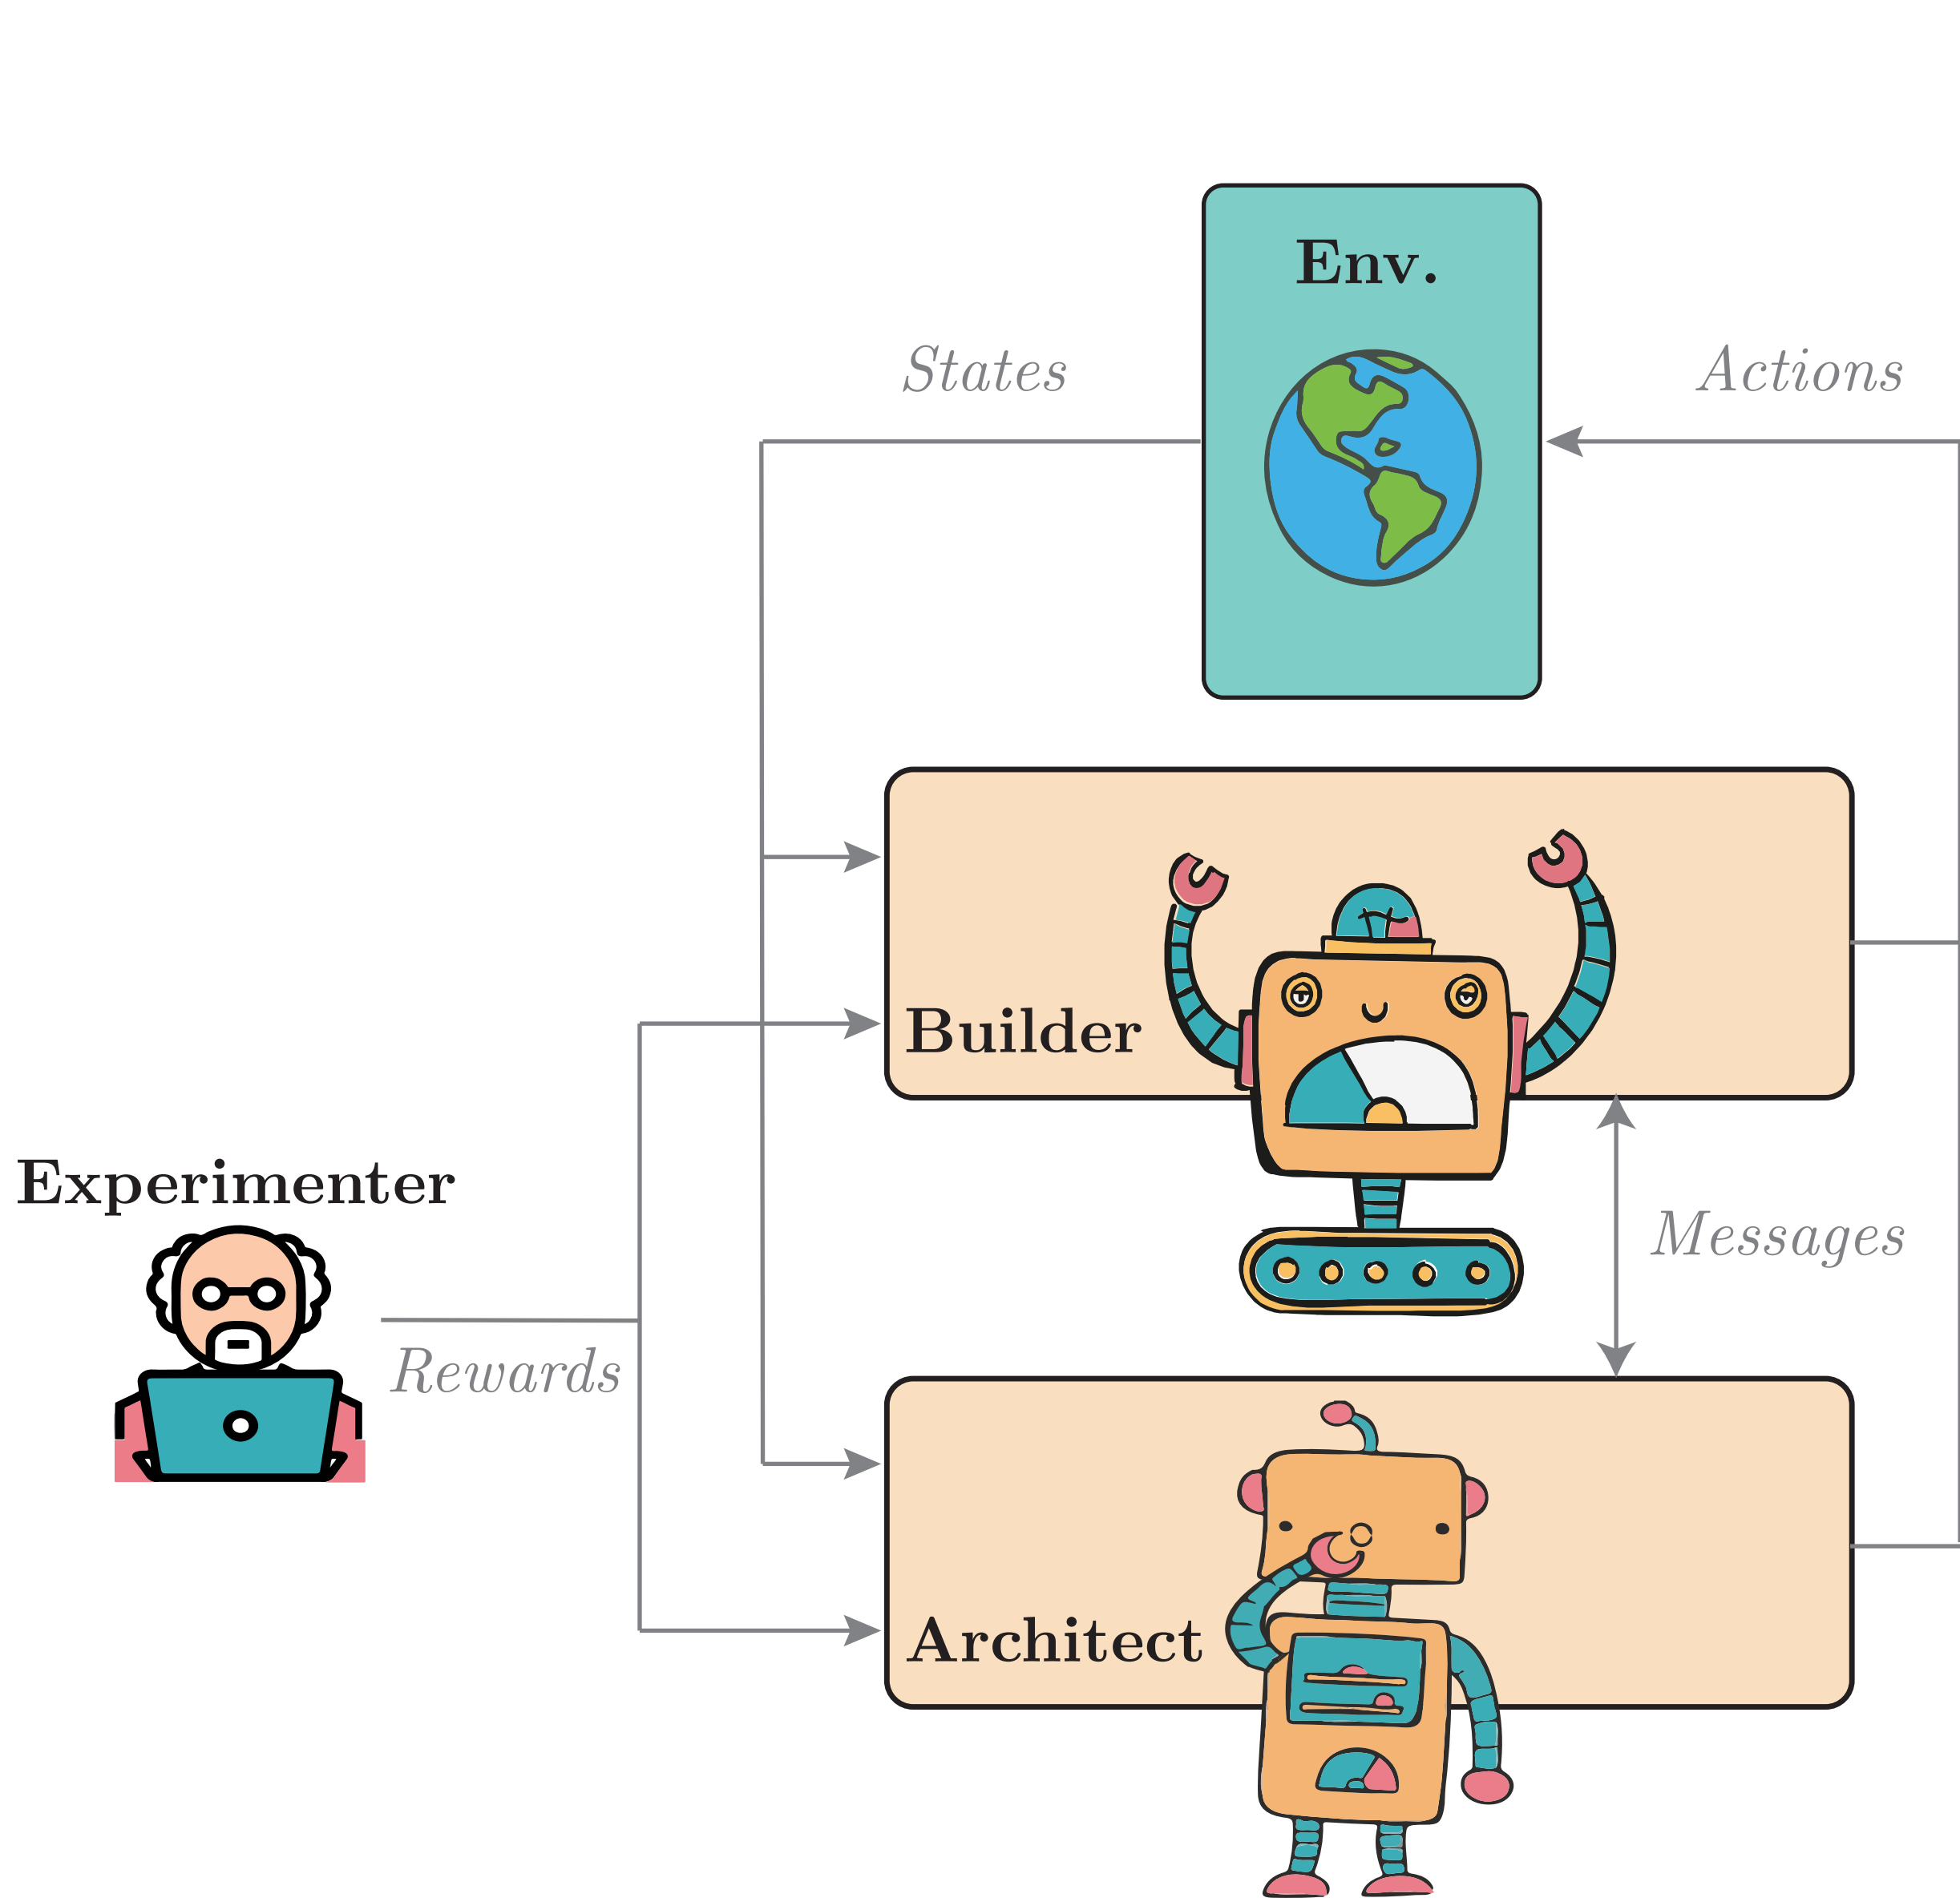 Env.
States
Actions
Builder
Experimenter
Messages
Rewards
Architect